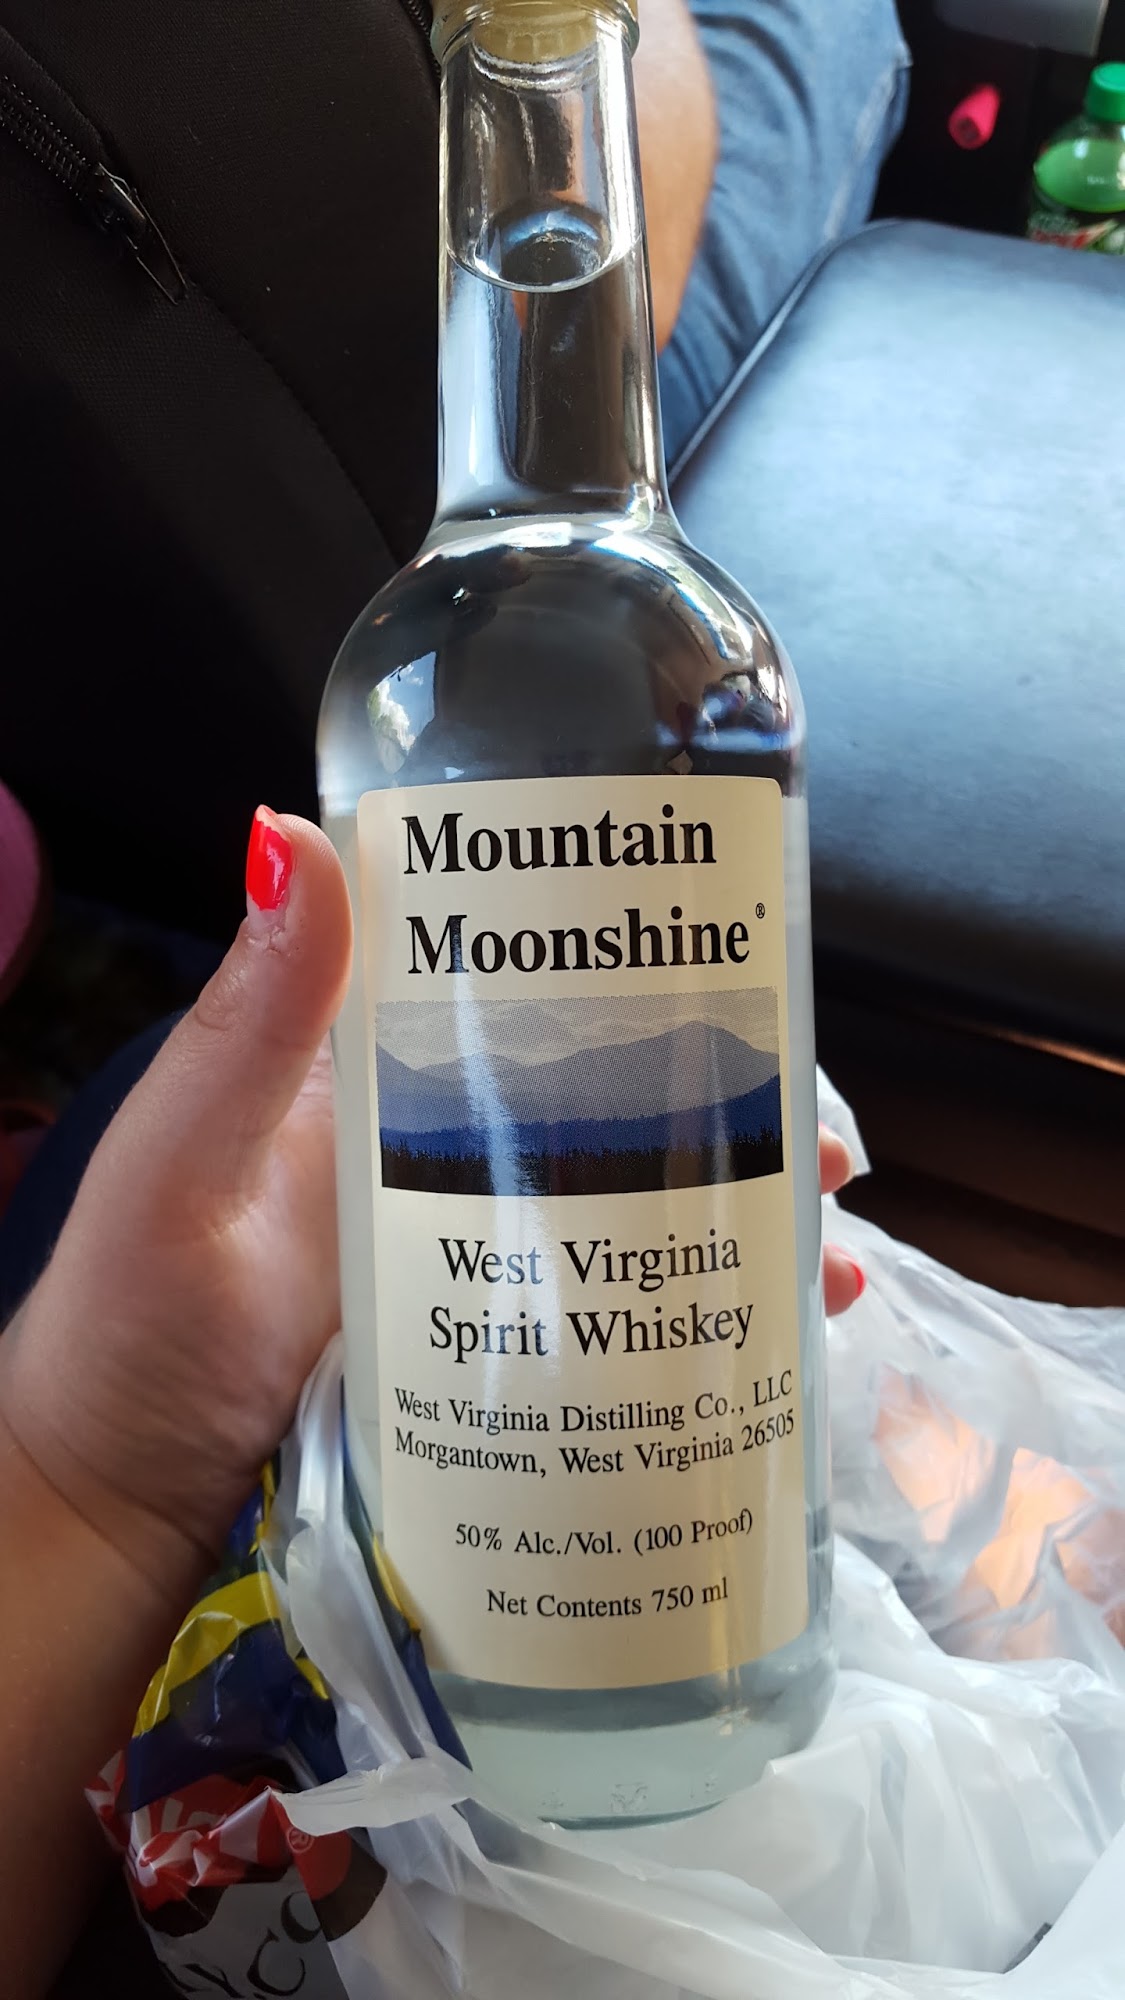 Mountain
Moonshine®
West Virginia
Spirit Whiskey
West Virginia Distilling Co., LLC
Morgantown, West Virginia 26505
50% Alc./Vol. (100 Proof)
Net Contents 750 ml